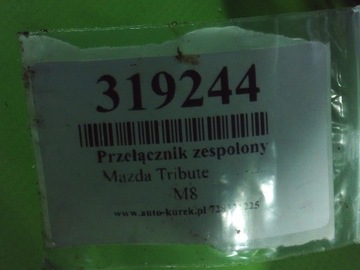 319244
Przełącznik zespolony
Mazda Tribute
M8
www.auto-kurek.pl